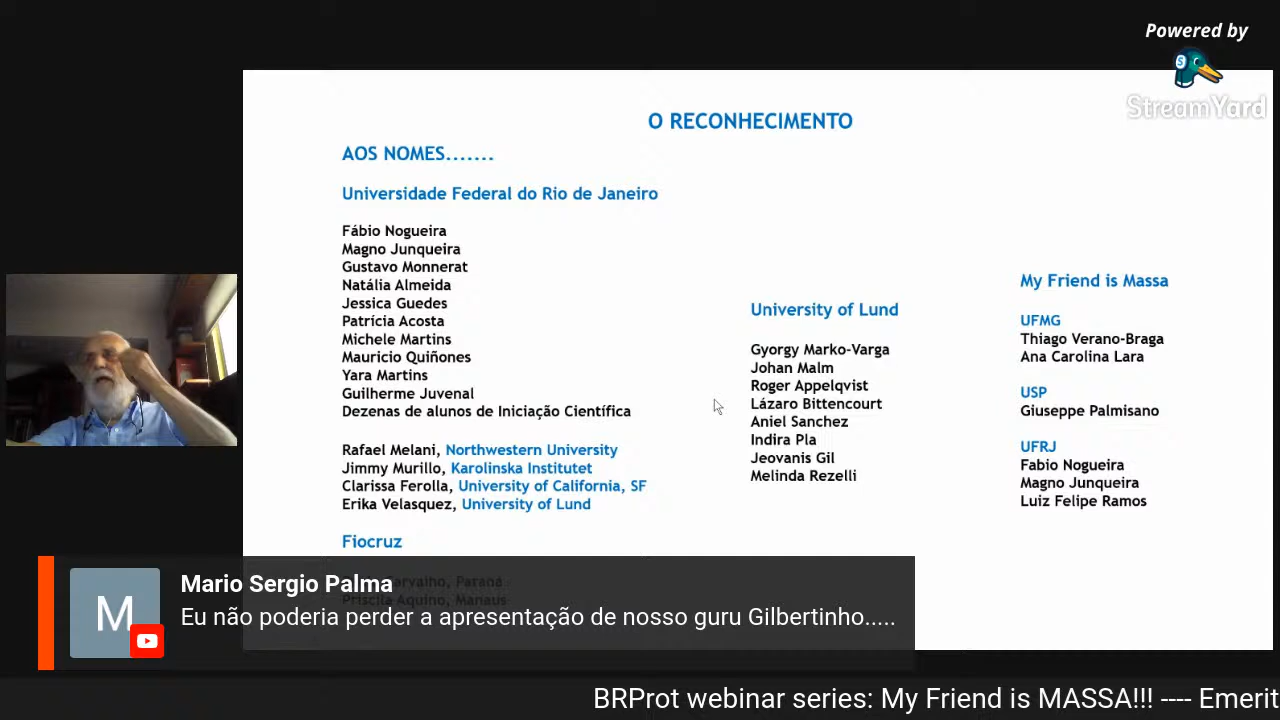 Powered by
StreamYard
O RECONHECIMENTO
AOS NOMES.......
Universidade Federal do Rio de Janeiro
Fábio Nogueira
Magno Junqueira
Gustavo Monnerat
Natália Almeida
Jessica Guedes
Patrícia Acosta
Michele Martins
Mauricio Quiñones
Yara Martins
Guilherme Juvenal
Dezenas de alunos de Iniciação Científica
Rafael Melani, Northwestern University
Jimmy Murillo, Karolinska Institutet
Clarissa Ferolla, University of California, SF
Erika Velasquez, University of Lund
Fiocruz
Carvalho, Paraná
Priscila Aquino, Manaus
University of Lund
Gyorgy Marko-Varga
Johan Malm
Roger Appelqvist
Lázaro Bittencourt
Aniel Sanchez
Indira Pla
Jeovanis Gil
Melinda Rezelli
My Friend is Massa
UFMG
Thiago Verano-Braga
Ana Carolina Lara
USP
Giuseppe Palmisano
UFRJ
Fabio Nogueira
Magno Junqueira
Luiz Felipe Ramos
M
Mario Sergio Palma
Eu não poderia perder a apresentação de nosso guru Gilbertinho.....
BRProt webinar series: My Friend is MASSA!!! ---- Emerit